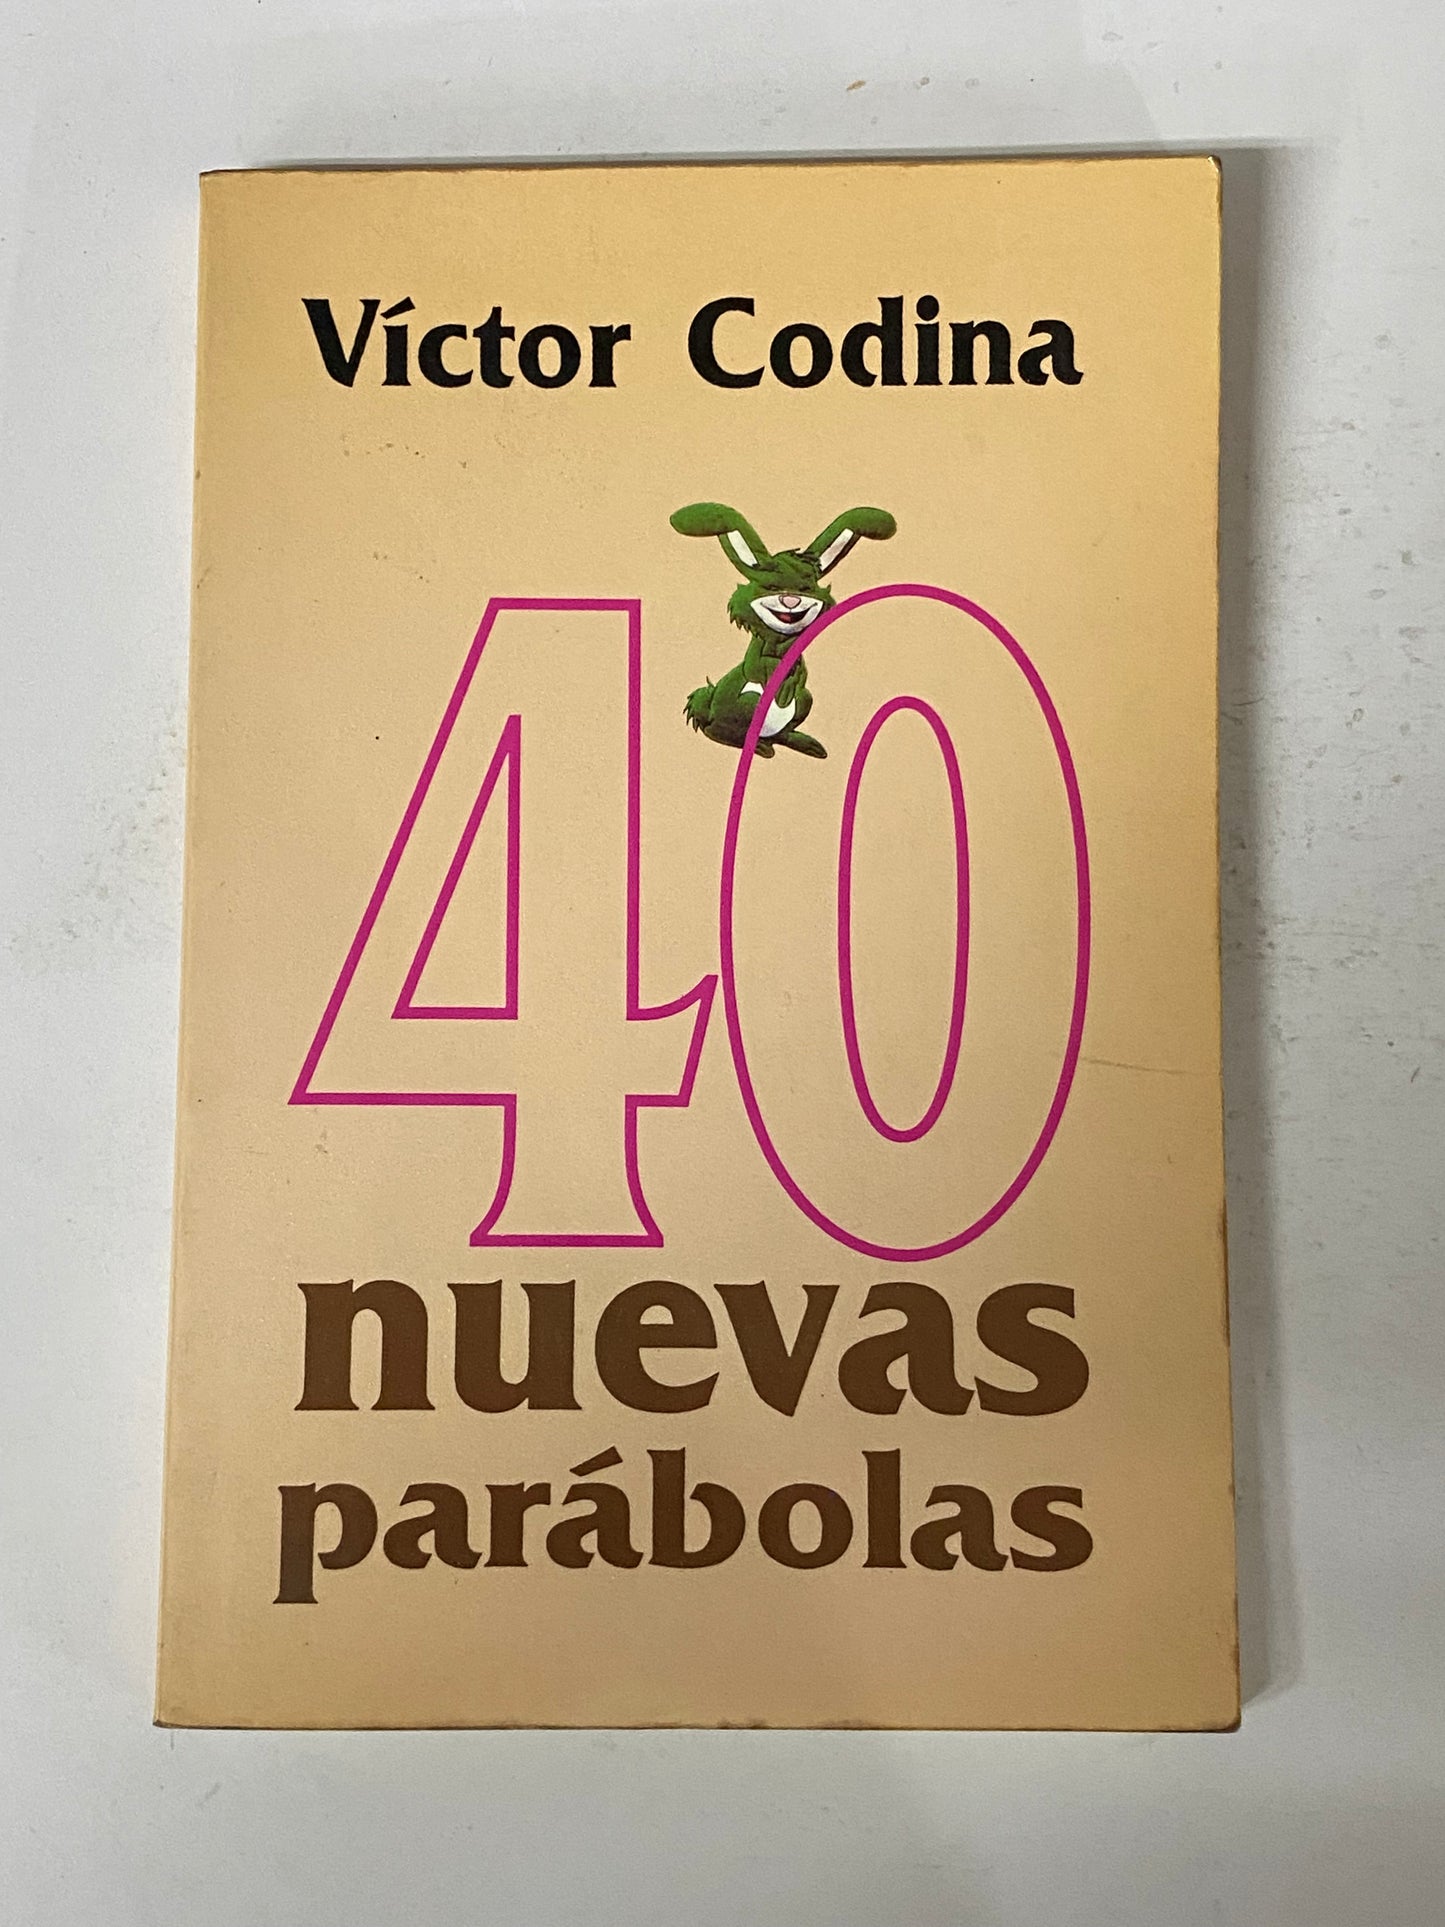 Víctor Codina
40
nuevas
parábolas